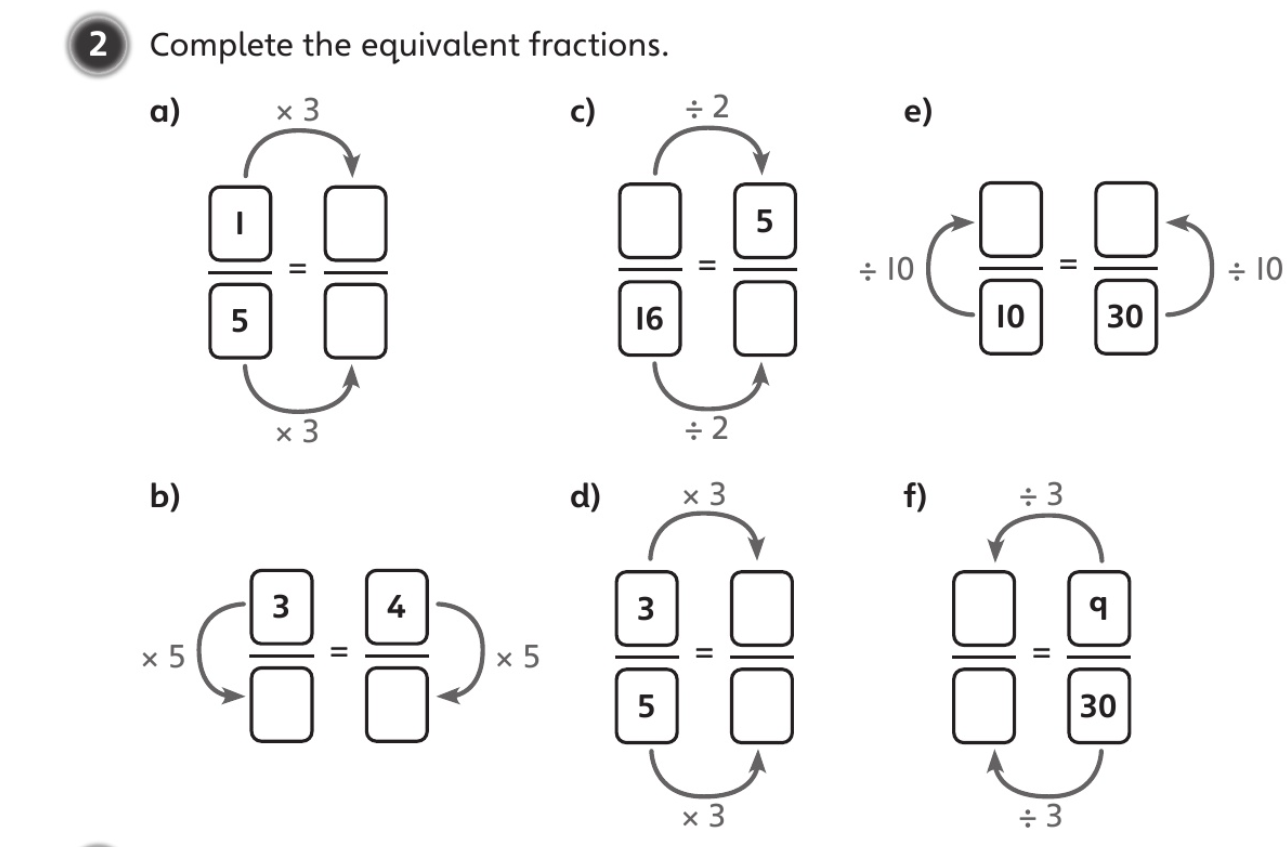 2 Complete the equivalent fractions.
a) × 3
1 =
5
× 3
c) ÷ 2
5
=
16
÷ 2
e)
÷ 10 = ÷ 10
10 30
b)
3 4
× 5 = × 5
d) × 3
3
=
5
× 3
f) ÷ 3
9
=
30
÷ 3